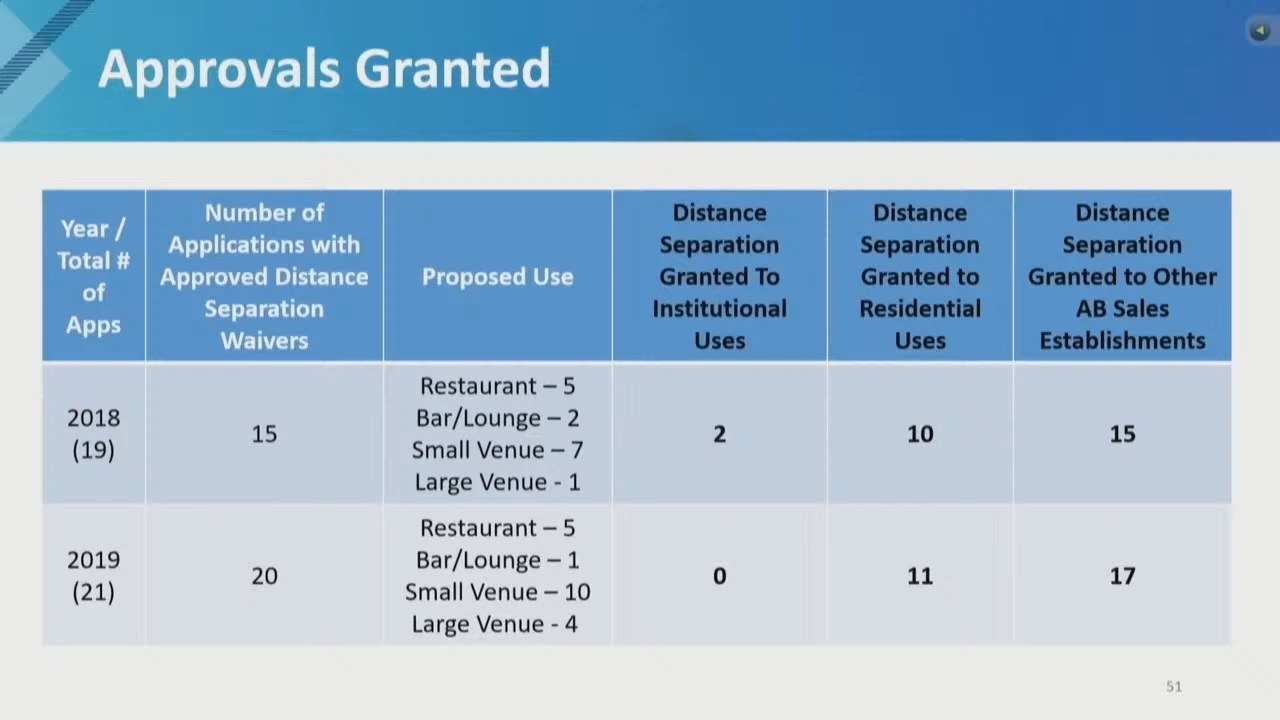 Approvals Granted
Year /
Total #
of
Apps
Number of
Applications with
Approved Distance
Separation
Waivers
Proposed Use
Distance
Separation
Granted To
Institutional
Uses
Distance
Separation
Granted to
Residential
Uses
Distance
Separation
Granted to Other
AB Sales
Establishments
2018
(19)
15
Restaurant – 5
Bar/Lounge – 2
Small Venue – 7
Large Venue - 1
2
10
15
2019
(21)
20
Restaurant – 5
Bar/Lounge – 1
Small Venue – 10
Large Venue - 4
0
11
17
51